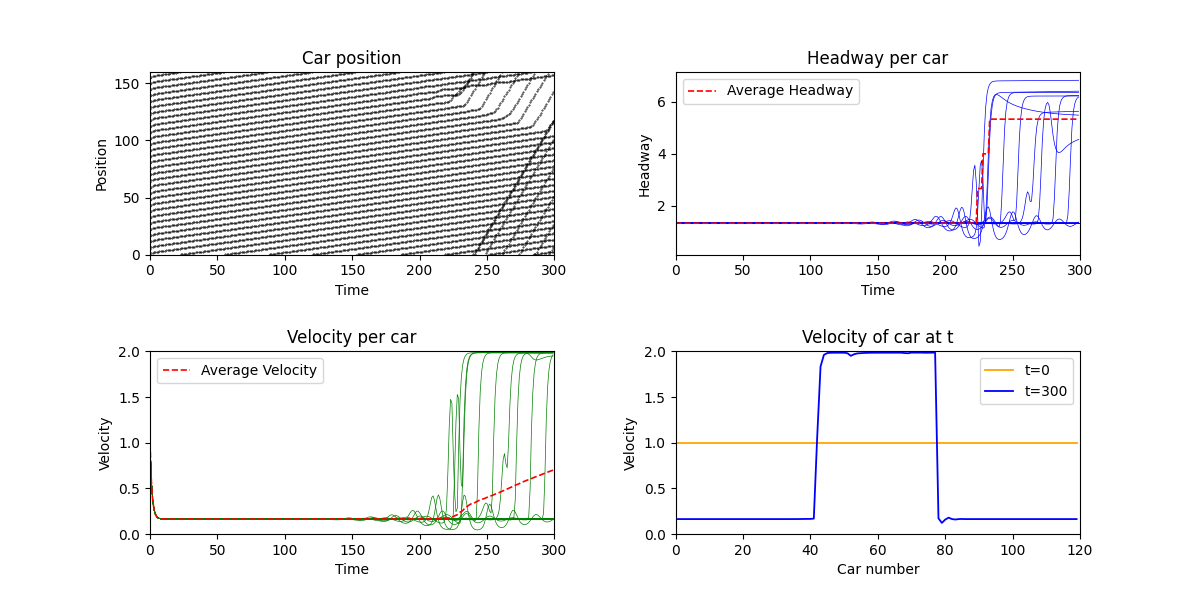 Car position
Position
150
100
50
0
0 50 100 150 200 250 300
Time
Headway per car
Headway
6
4
2
Average Headway
0 50 100 150 200 250 300
Time
Velocity per car
Velocity
2.0
1.5
1.0
0.5
0.0
Average Velocity
0 50 100 150 200 250 300
Time
Velocity of car at t
Velocity
2.0
1.5
1.0
0.5
0.0
t=0
t=300
0 20 40 60 80 100 120
Car number